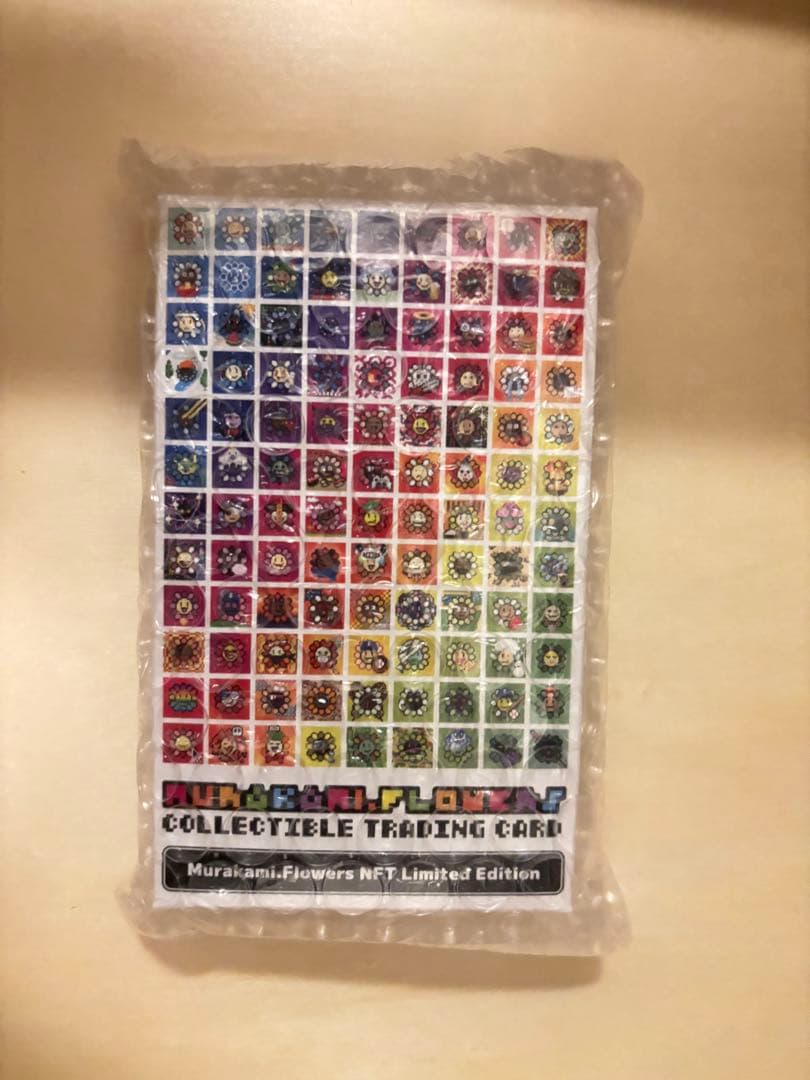 MURAKAMI.FLOWERS
COLLECTIBLE TRADING CARD
Murakami.Flowers NFT Limited Edition